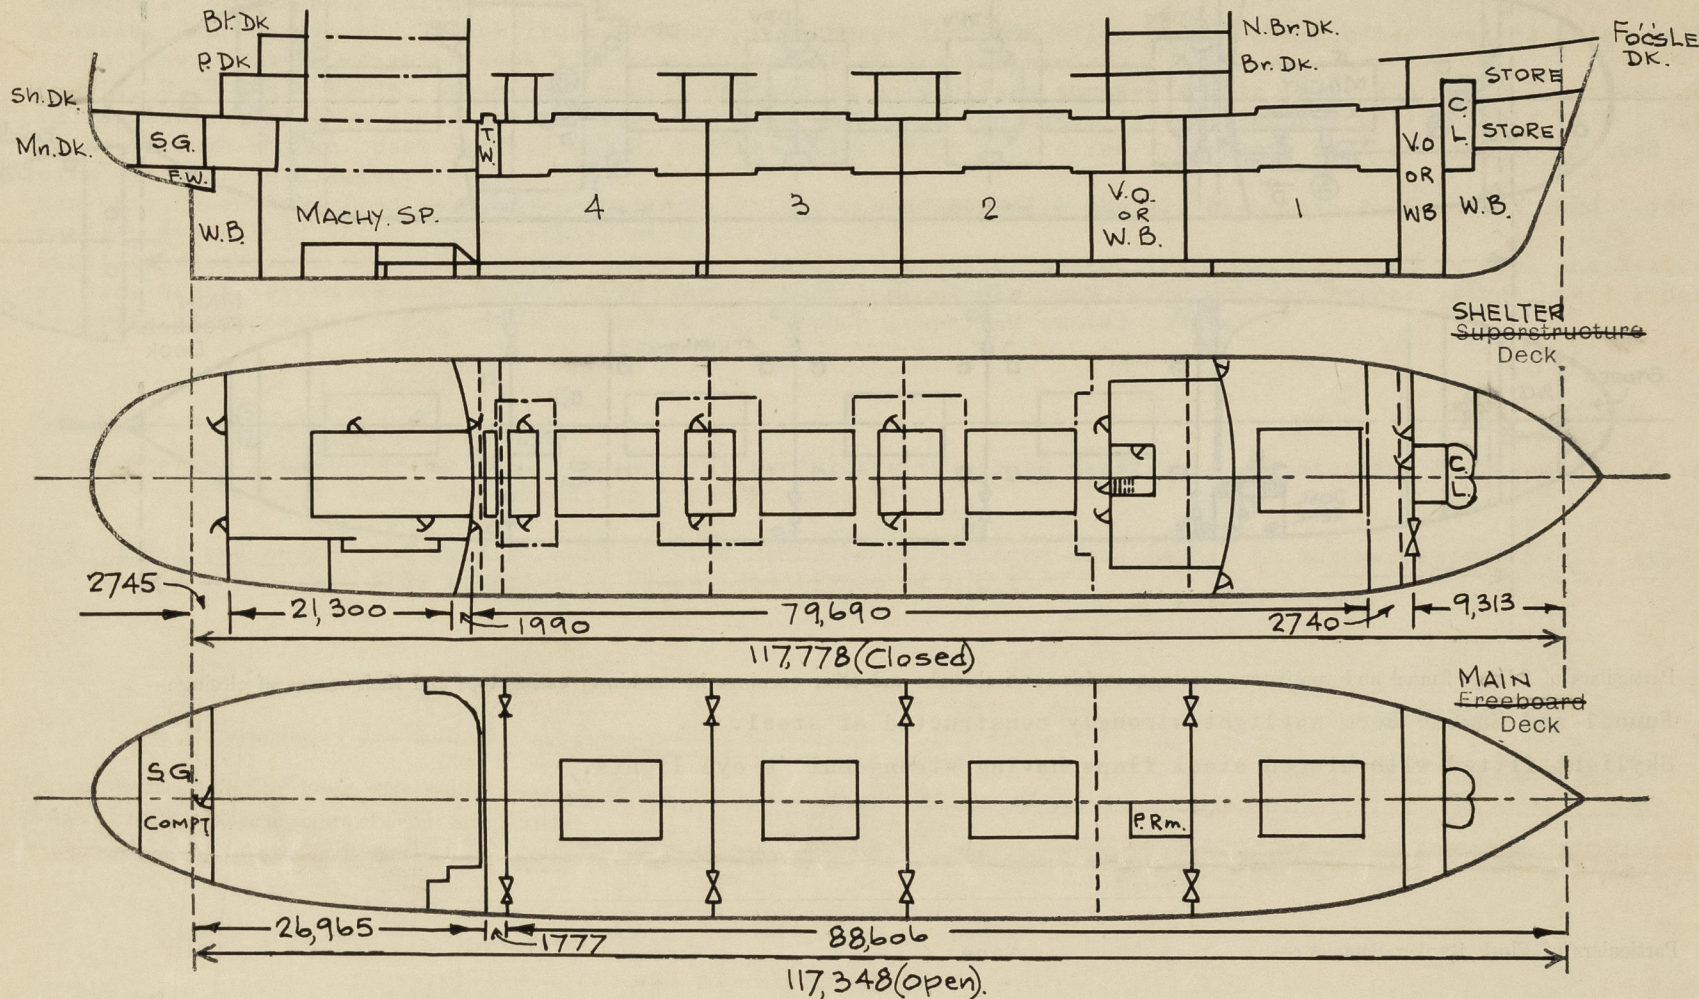 Bt. Dk
P. Dk
Sh. Dk.
Mn. Dk.
S.G.
F.W.
W.B.
MACHY. SP.
T.
W.
4
3
2
N. Br. Dk.
Br. Dk.
V.O.
OR
W.B.
1
V.O
OR
WB
C.
L.
STORE
STORE
W.B.
Fo'c'sLE
DK.
SHELTER
Superstructure
Deck
C.
L.
2745
21,300
1990
79,690
2740
9,313
117,778 (Closed)
MAIN
Freeboard
Deck
S.G.
COMPT
P. Rm.
26,965
1777
88,606
117,348 (open).